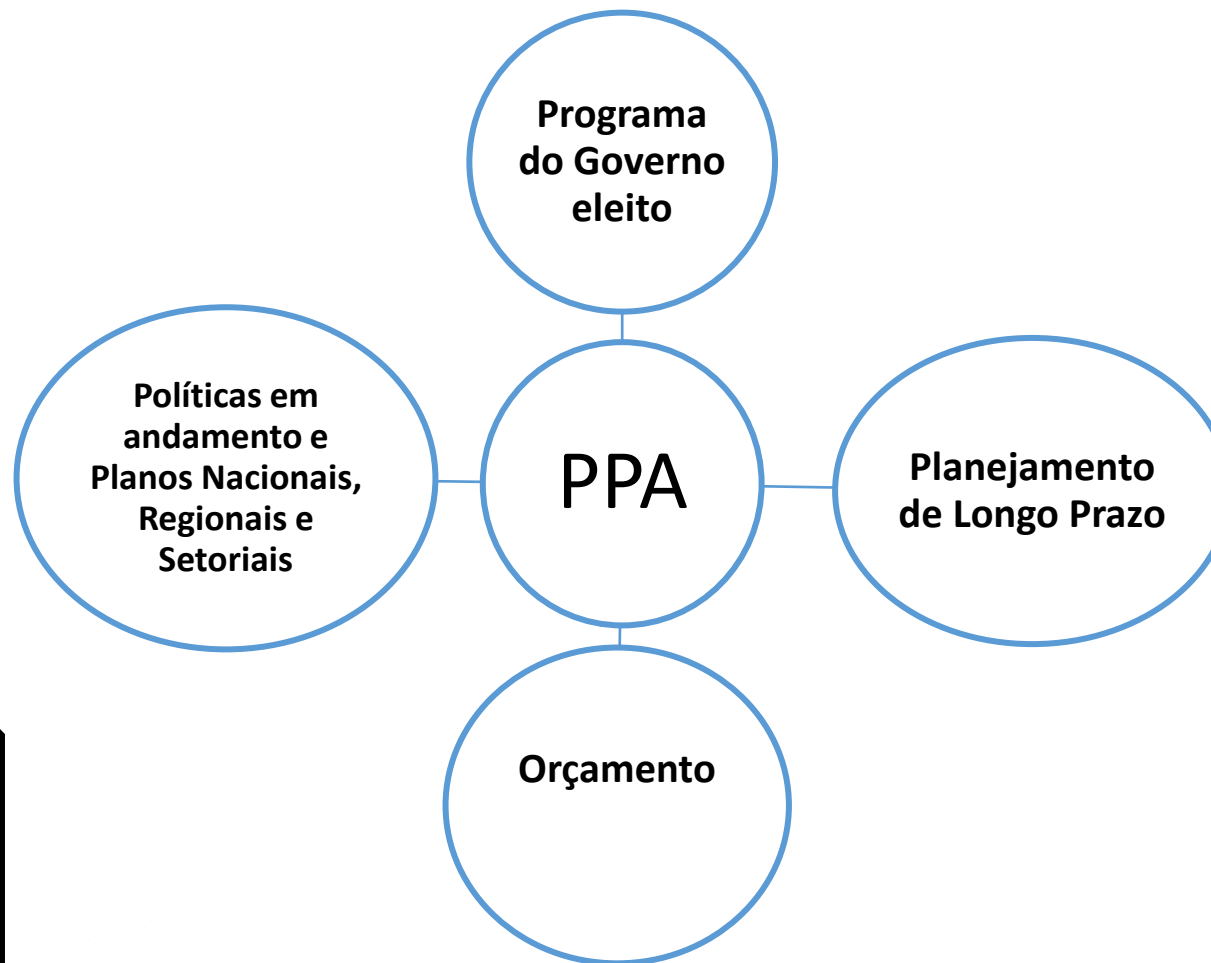 Programa
do Governo
eleito
Políticas em
andamento e
Planos Nacionais,
Regionais e
Setoriais
PPA
Planejamento
de Longo Prazo
Orçamento